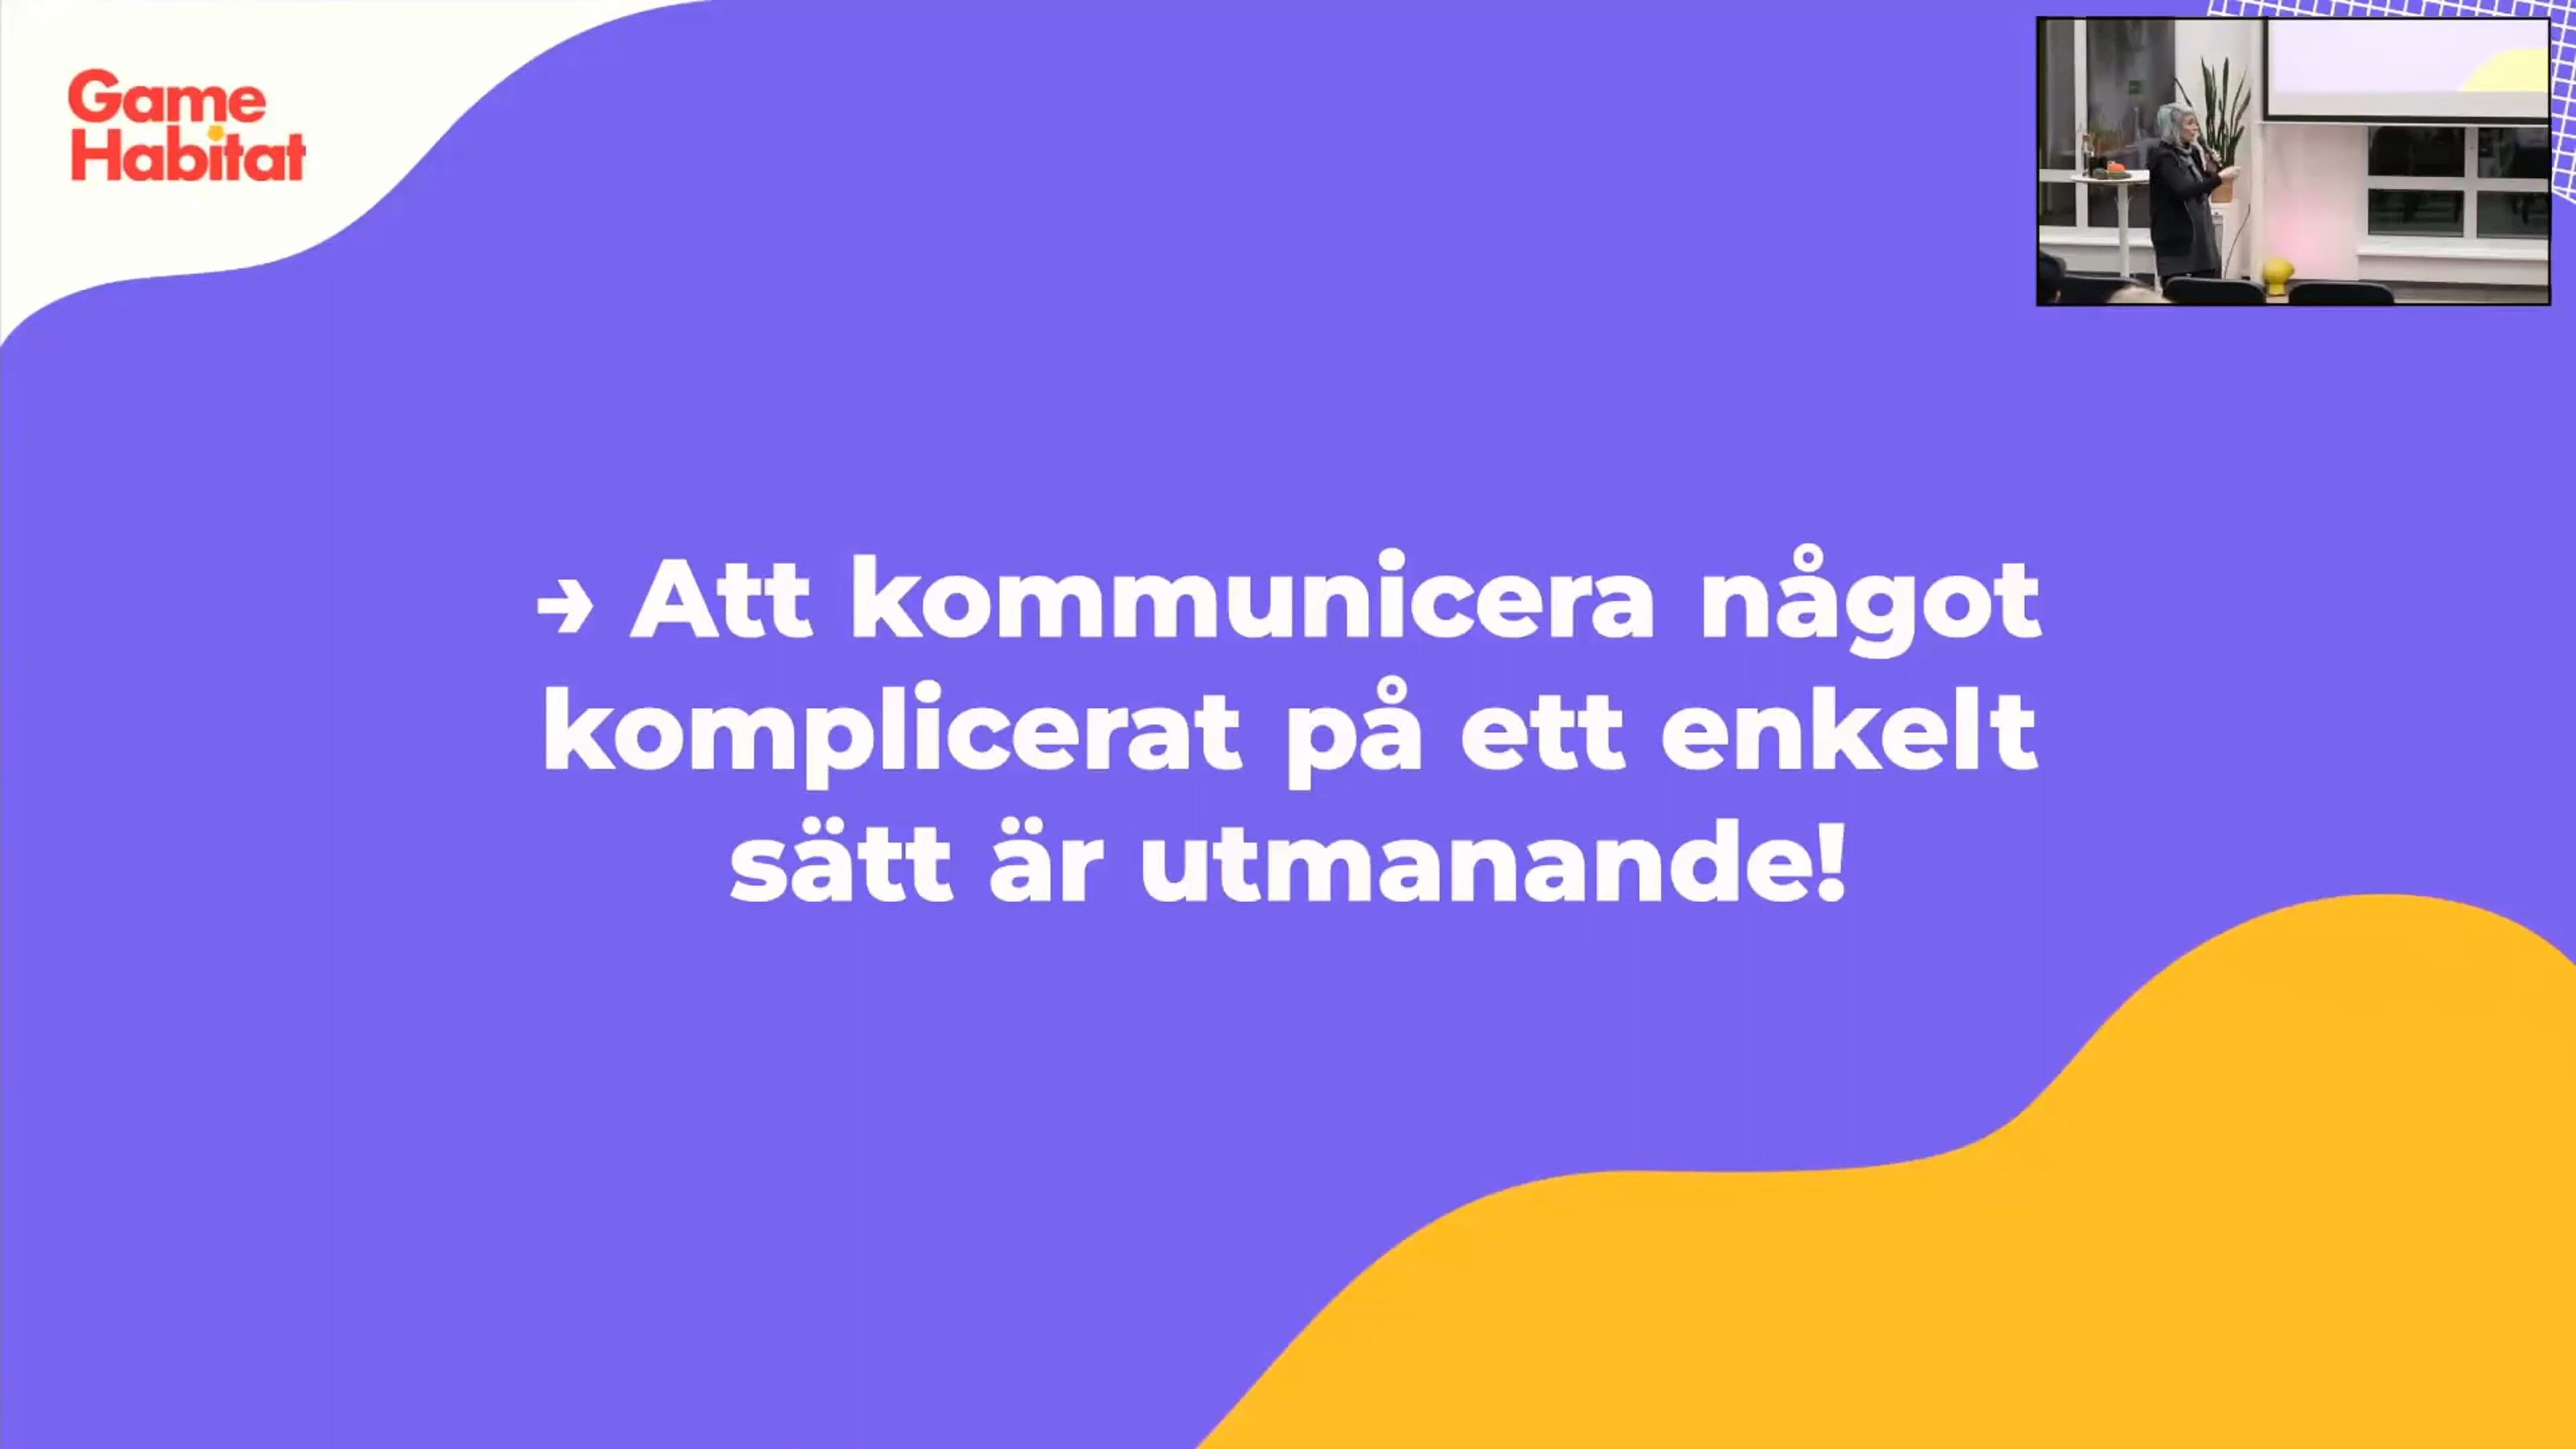 Game
Habitat
→ Att kommunicera något
komplicerat på ett enkelt
sätt är utmanande!